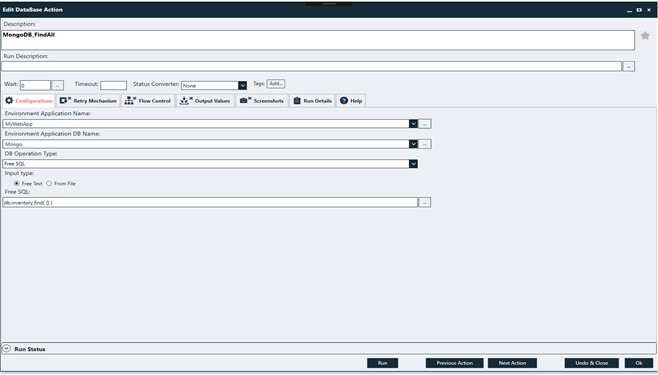 Edit DataBase Action
Description:
MongoDB_FindAll
Run Description:
...
Wait: 0 ... Timeout: Status Converter: None Tags: Add...
Configurations Retry Mechanism Flow Control Output Values Screenshots Run Details Help
Environment Application Name:
MyWebApp ...
Environment Application DB Name:
Mongo ...
DB Operation Type:
Free SQL
Input type:
Free Text From File
Free SQL:
db.inventory.find( {} ) ...
Run Status
Run Previous Action Next Action Undo & Close Ok